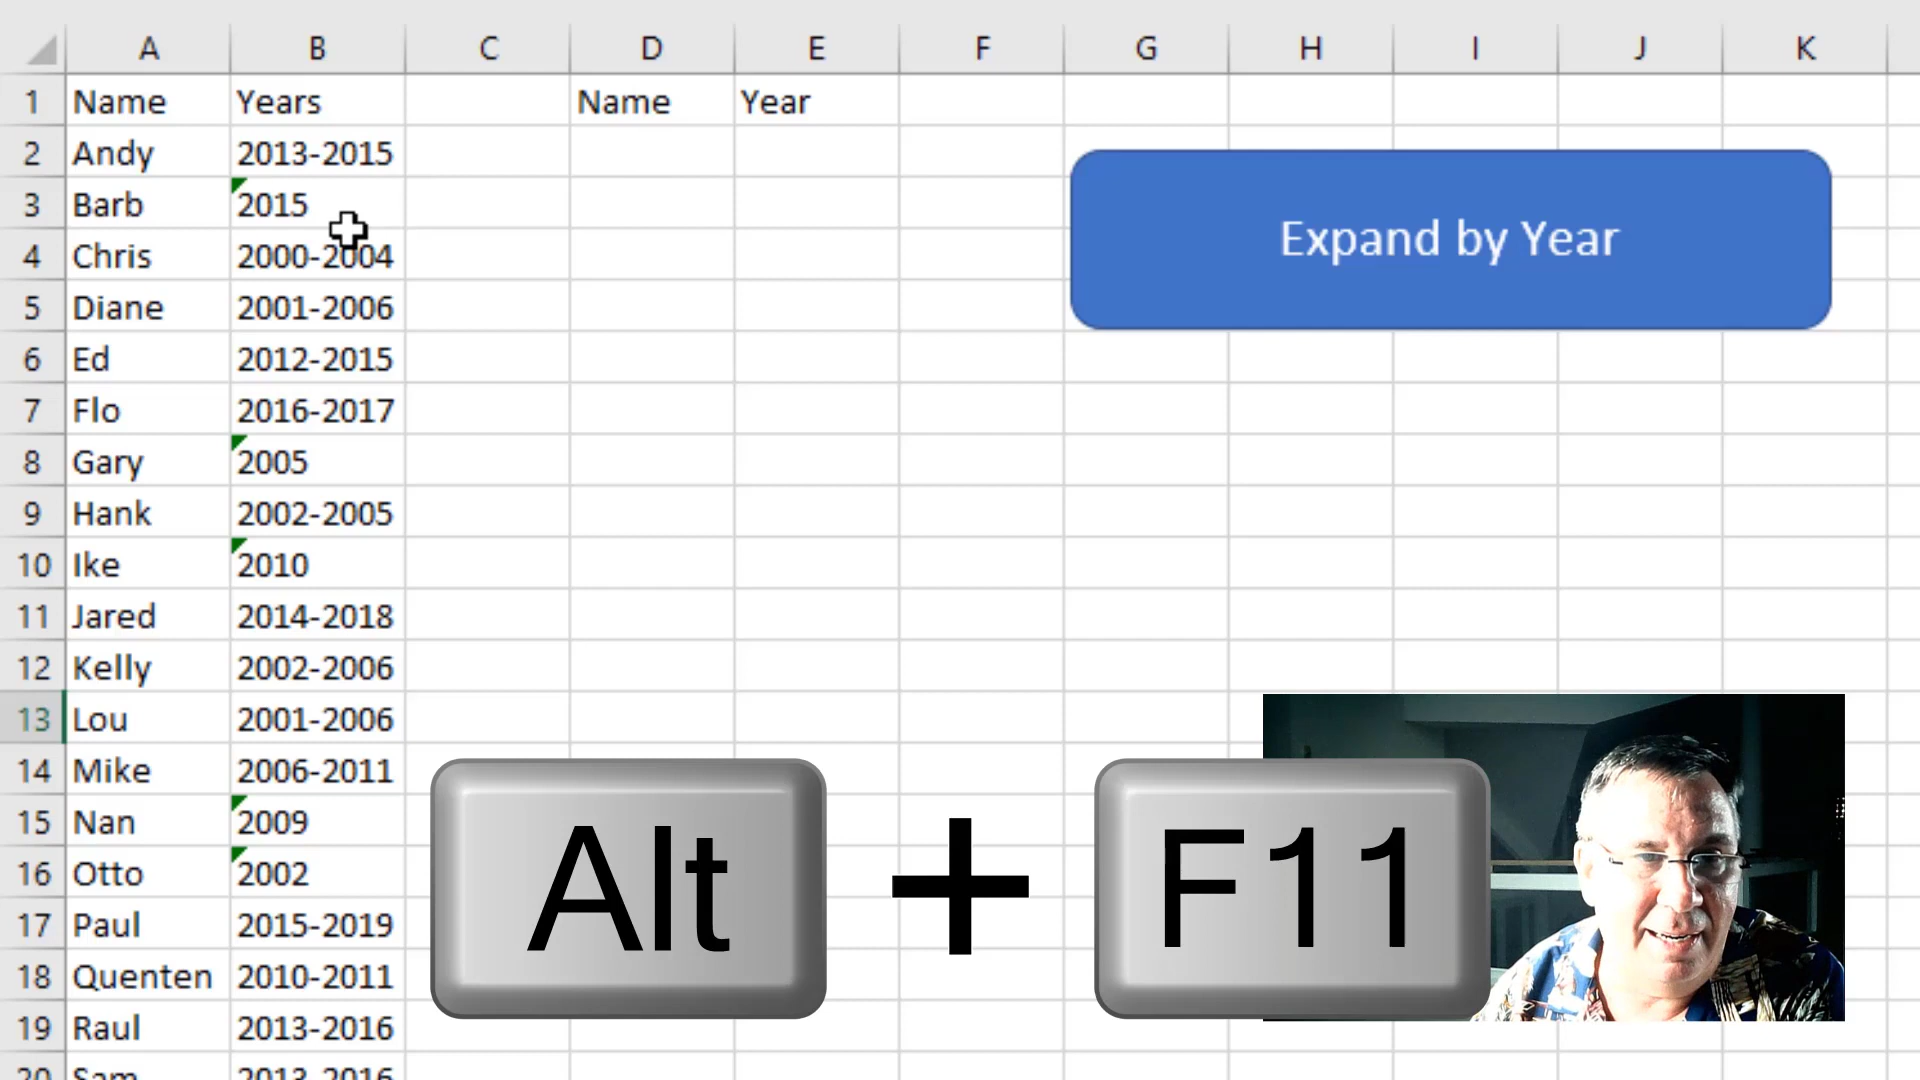 A B C D E F G H I J K
1 Name Years Name Year
2 Andy 2013-2015
3 Barb 2015
4 Chris 2000-2004
5 Diane 2001-2006
6 Ed 2012-2015
7 Flo 2016-2017
8 Gary 2005
9 Hank 2002-2005
10 Ike 2010
11 Jared 2014-2018
12 Kelly 2002-2006
13 Lou 2001-2006
14 Mike 2006-2011
15 Nan 2009
16 Otto 2002
17 Paul 2015-2019
18 Quenten 2010-2011
19 Raul 2013-2016
20 Sam 2013-2016
Expand by Year
Alt + F11